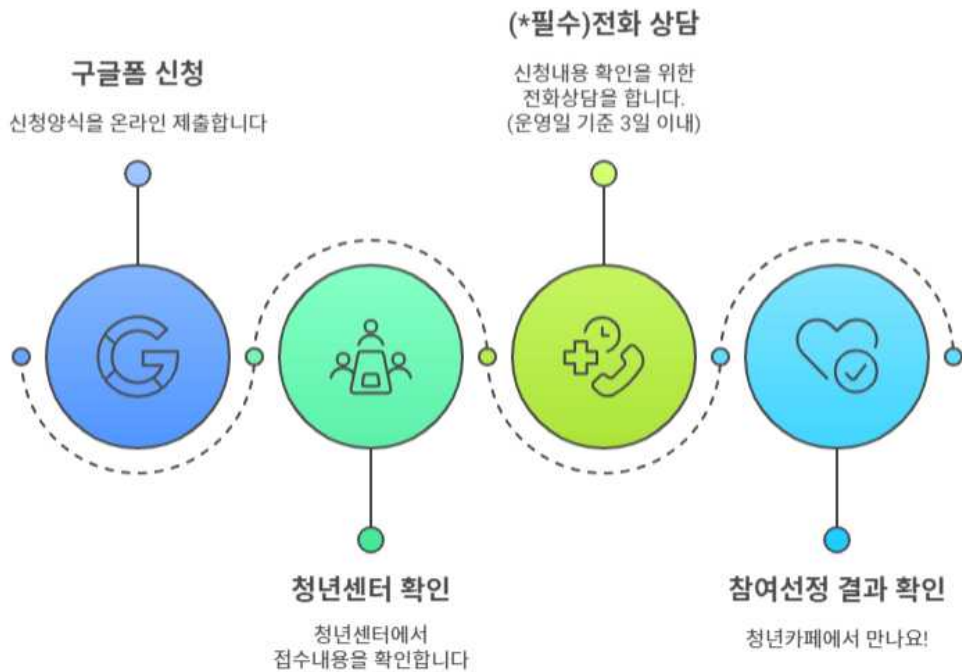 구글폼 신청
신청양식을 온라인 제출합니다
청년센터 확인
청년센터에서
접수내용을 확인합니다
(*필수)전화 상담
신청내용 확인을 위한
전화상담을 합니다.
(운영일 기준 3일 이내)
참여선정 결과 확인
청년카페에서 만나요!